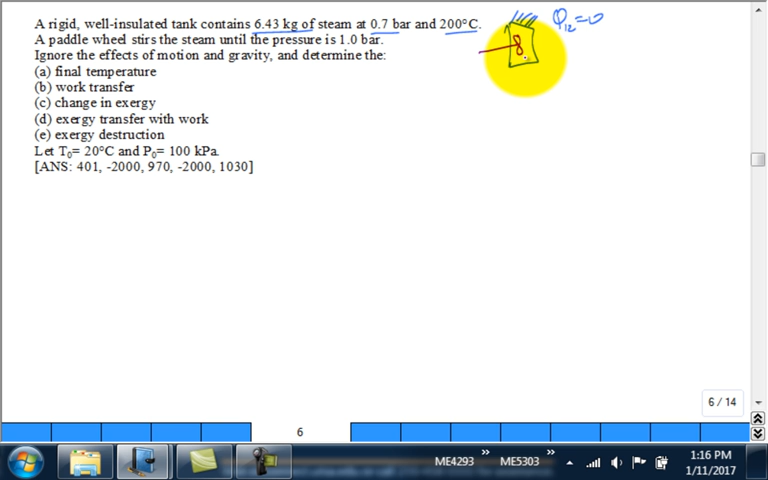 A rigid, well-insulated tank contains 6.43 kg of steam at 0.7 bar and 200°C.
A paddle wheel stirs the steam until the pressure is 1.0 bar.
Ignore the effects of motion and gravity, and determine the:
(a) final temperature
(b) work transfer
(c) change in exergy
(d) exergy transfer with work
(e) exergy destruction
Let T₀= 20°C and P₀= 100 kPa.
[ANS: 401, -2000, 970, -2000, 1030]
Q₁₂=0
6 / 14
6
ME4293 ME5303
1:16 PM
1/11/2017